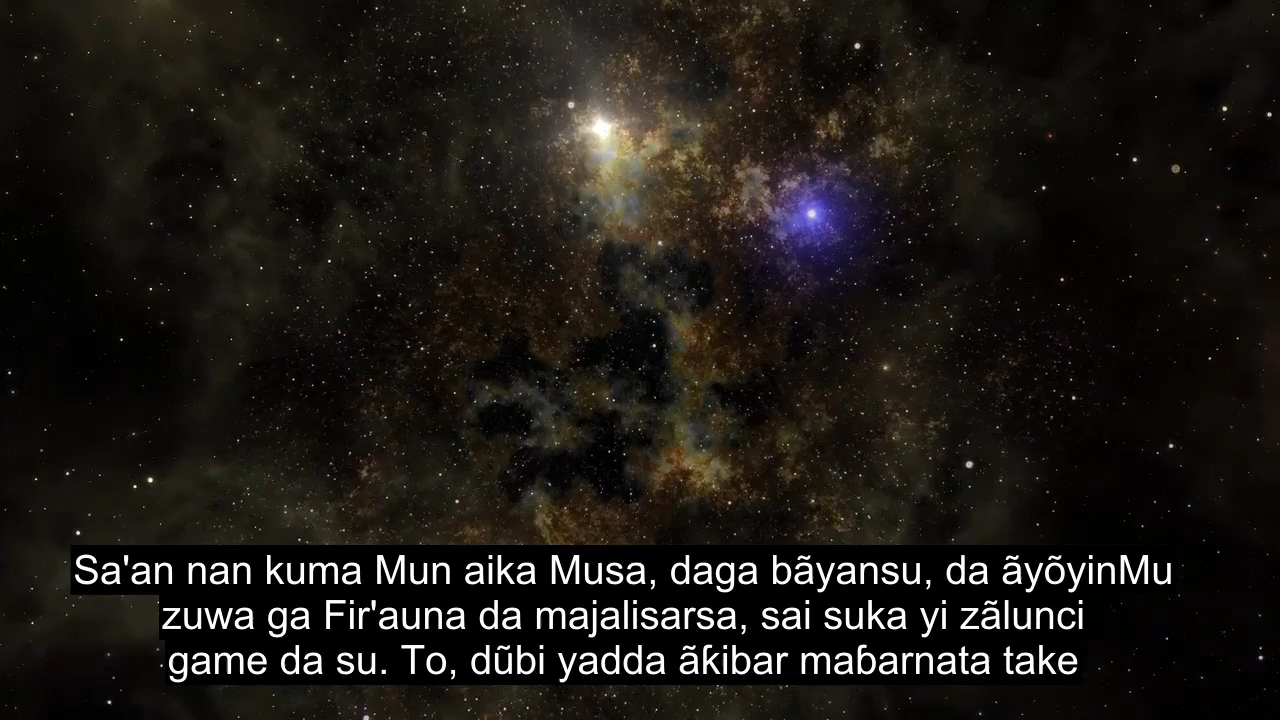 Sa'an nan kuma Mun aika Musa, daga bãyansu, da ãyõyinMu
zuwa ga Fir'auna da majalisarsa, sai suka yi zãlunci
game da su. To, dũbi yadda ãƙibar maɓarnata take